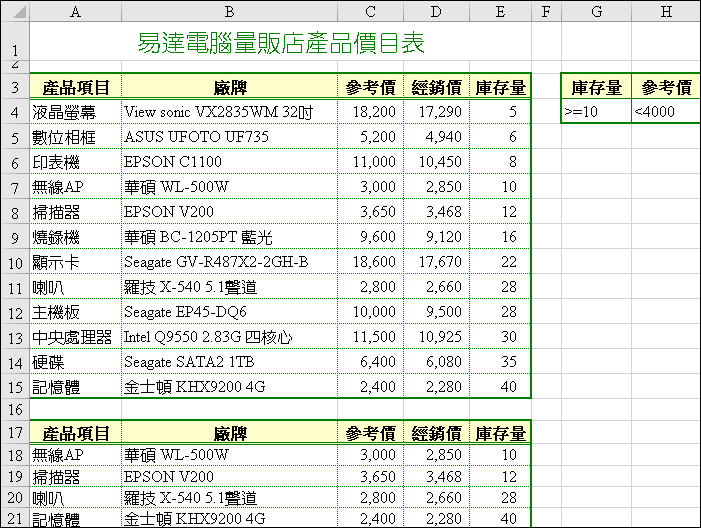 A B C D E F G H
1 易達電腦量販店產品價目表
2
3 產品項目 廠牌 參考價 經銷價 庫存量 庫存量 參考價
4 液晶螢幕 View sonic VX2835WM 32吋 18,200 17,290 5 >=10 <4000
5 數位相框 ASUS UFOTO UF735 5,200 4,940 6
6 印表機 EPSON C1100 11,000 10,450 8
7 無線AP 華碩 WL-500W 3,000 2,850 10
8 掃描器 EPSON V200 3,650 3,468 12
9 燒錄機 華碩 BC-1205PT 藍光 9,600 9,120 16
10 顯示卡 Seagate GV-R487X2-2GH-B 18,600 17,670 22
11 喇叭 羅技 X-540 5.1聲道 2,800 2,660 28
12 主機板 Seagate EP45-DQ6 10,000 9,500 28
13 中央處理器 Intel Q9550 2.83G 四核心 11,500 10,925 30
14 硬碟 Seagate SATA2 1TB 6,400 6,080 35
15 記憶體 金士頓 KHX9200 4G 2,400 2,280 40
16
17 產品項目 廠牌 參考價 經銷價 庫存量
18 無線AP 華碩 WL-500W 3,000 2,850 10
19 掃描器 EPSON V200 3,650 3,468 12
20 喇叭 羅技 X-540 5.1聲道 2,800 2,660 28
21 記憶體 金士頓 KHX9200 4G 2,400 2,280 40